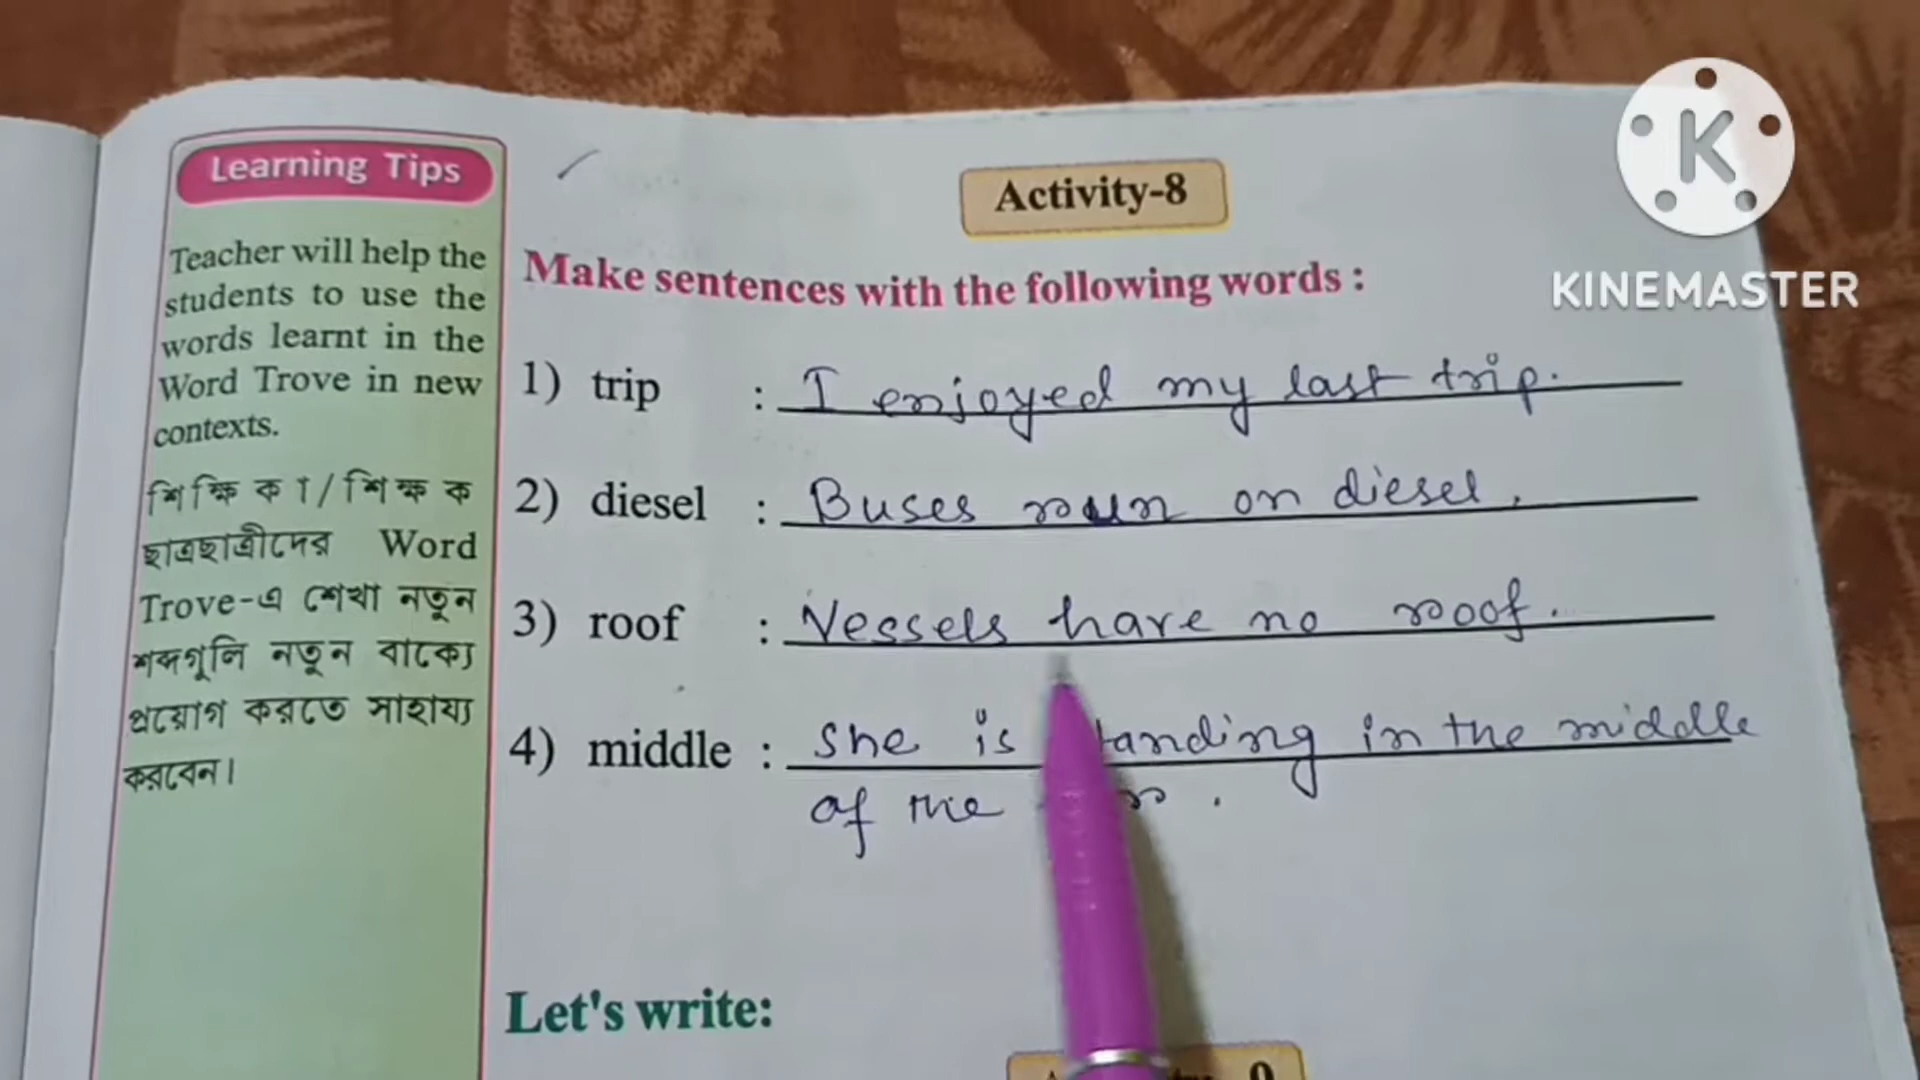 Learning Tips
Teacher will help the
students to use the
words learnt in the
Word Trove in new
contexts.
শিক্ষিকা/শিক্ষক
ছাত্রছাত্রীদের Word
Trove-এ শেখা নতুন
শব্দগুলি নতুন বাক্যে
প্রয়োগ করতে সাহায্য
করবেন।
Activity-8
Make sentences with the following words :
1) trip : I enjoyed my last trip.
2) diesel : Buses run on diesel.
3) roof : Vessels have no roof.
4) middle : She is standing in the middle
of the .
Let's write:
K
KINEMASTER